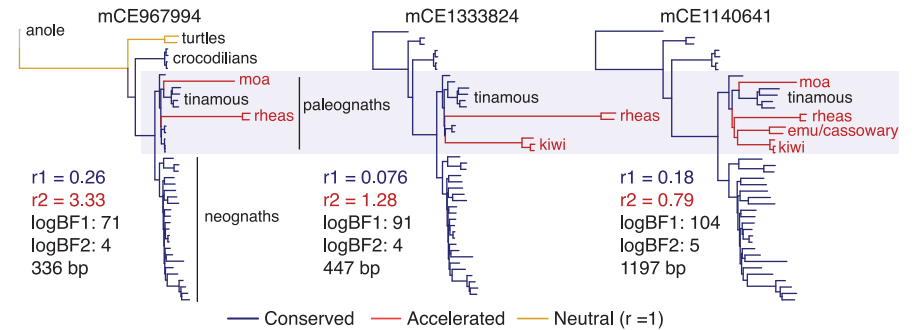 mCE967994
mCE1333824
mCE1140641
anole
turtles
crocodilians
moa
tinamous
rheas
paleognaths
neognaths
r1 = 0.26
r2 = 3.33
logBF1: 71
logBF2: 4
336 bp
tinamous
rheas
kiwi
r1 = 0.076
r2 = 1.28
logBF1: 91
logBF2: 4
447 bp
moa
tinamous
rheas
emu/cassowary
kiwi
r1 = 0.18
r2 = 0.79
logBF1: 104
logBF2: 5
1197 bp
Conserved
Accelerated
Neutral (r =1)